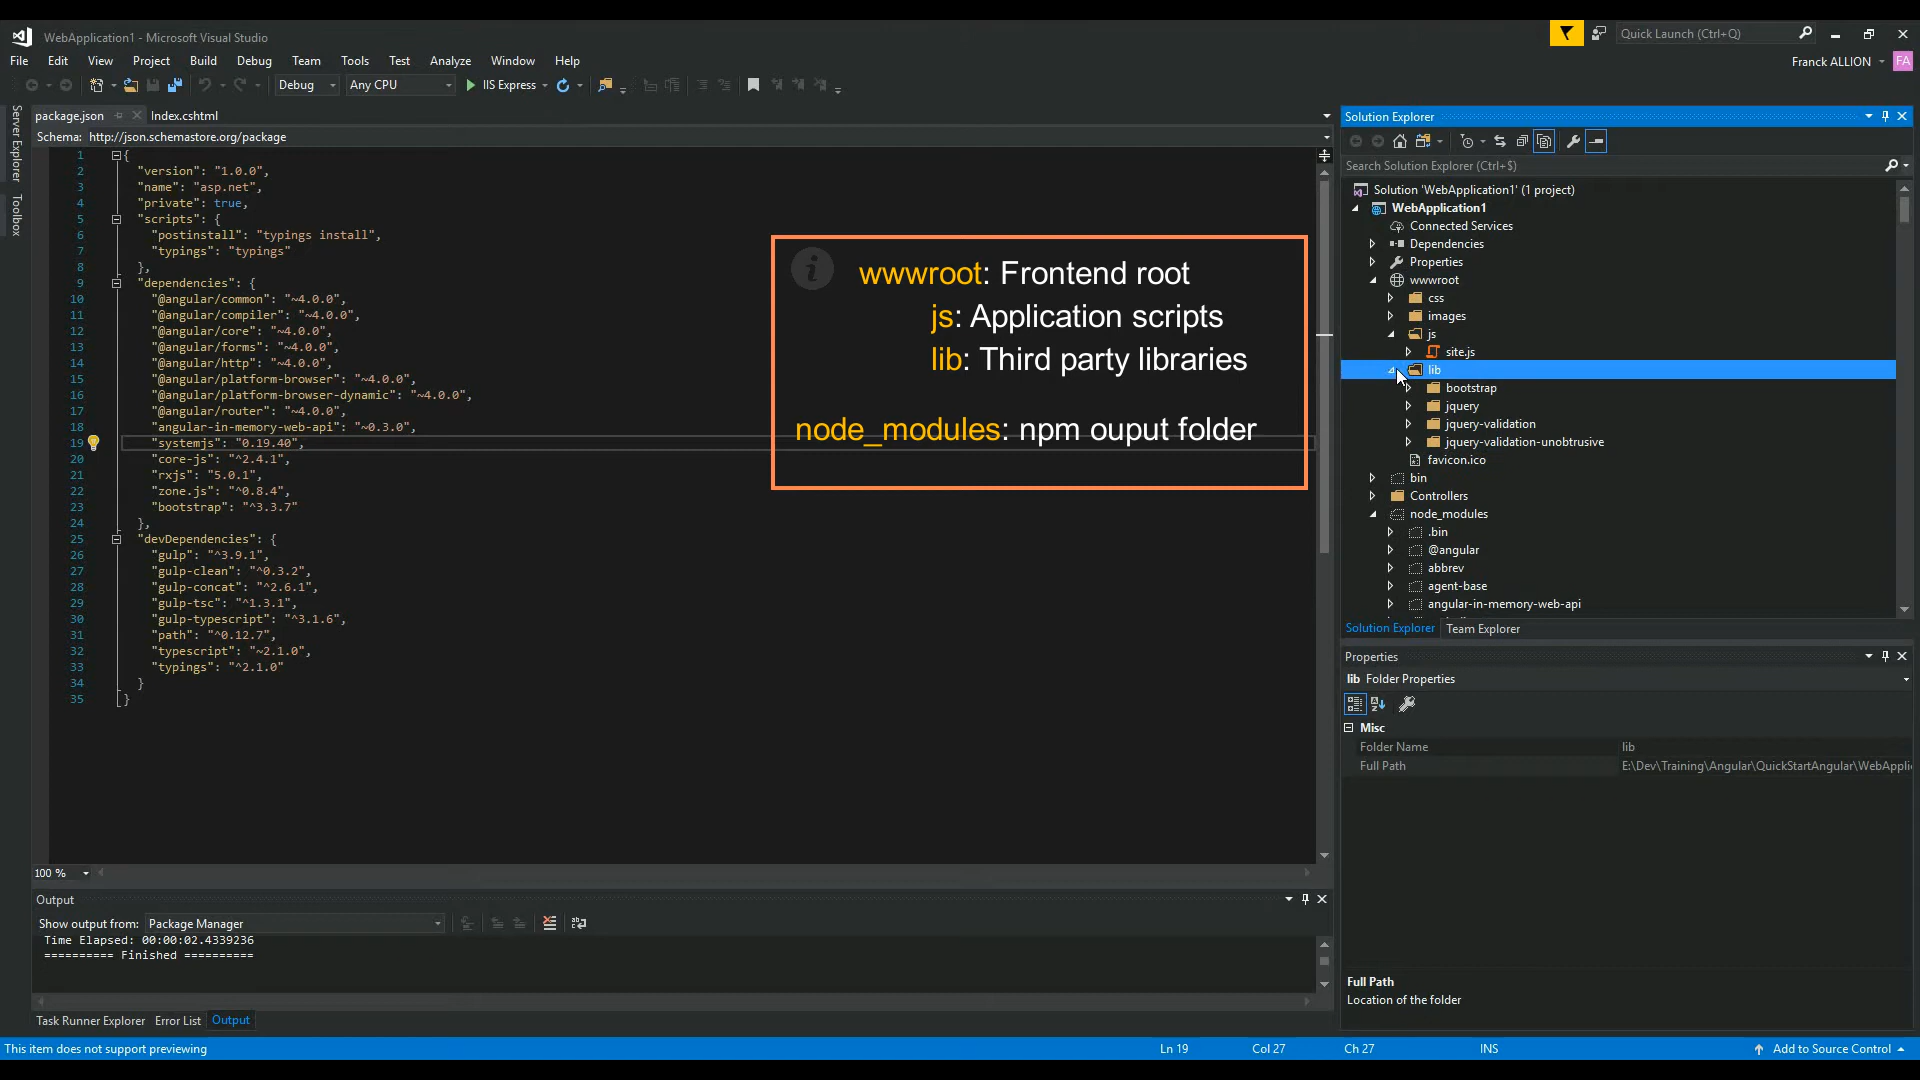 WebApplication1 - Microsoft Visual Studio
Quick Launch (Ctrl+Q)
File Edit View Project Build Debug Team Tools Test Analyze Window Help
Franck ALLION FA
Debug Any CPU IIS Express
Server Explorer
Toolbox
package.json Index.cshtml
Schema: http://json.schemastore.org/package
1 {
2 "version": "1.0.0",
3 "name": "asp.net",
4 "private": true,
5 "scripts": {
6 "postinstall": "typings install",
7 "typings": "typings"
8 },
9 "dependencies": {
10 "@angular/common": "~4.0.0",
11 "@angular/compiler": "~4.0.0",
12 "@angular/core": "~4.0.0",
13 "@angular/forms": "~4.0.0",
14 "@angular/http": "~4.0.0",
15 "@angular/platform-browser": "~4.0.0",
16 "@angular/platform-browser-dynamic": "~4.0.0",
17 "@angular/router": "~4.0.0",
18 "angular-in-memory-web-api": "~0.3.0",
19 "systemjs": "0.19.40",
20 "core-js": "^2.4.1",
21 "rxjs": "5.0.1",
22 "zone.js": "^0.8.4",
23 "bootstrap": "^3.3.7"
24 },
25 "devDependencies": {
26 "gulp": "^3.9.1",
27 "gulp-clean": "^0.3.2",
28 "gulp-concat": "^2.6.1",
29 "gulp-tsc": "^1.3.1",
30 "gulp-typescript": "^3.1.6",
31 "path": "^0.12.7",
32 "typescript": "~2.1.0",
33 "typings": "^2.1.0"
34 }
35 }
i
wwwroot: Frontend root
js: Application scripts
lib: Third party libraries
node_modules: npm ouput folder
100 %
Output
Show output from: Package Manager
Time Elapsed: 00:00:02.4339236
========== Finished ==========
Task Runner Explorer Error List Output
Solution Explorer
Search Solution Explorer (Ctrl+$)
Solution 'WebApplication1' (1 project)
WebApplication1
Connected Services
Dependencies
Properties
wwwroot
css
images
js
site.js
lib
bootstrap
jquery
jquery-validation
jquery-validation-unobtrusive
favicon.ico
bin
Controllers
node_modules
.bin
@angular
abbrev
agent-base
angular-in-memory-web-api
Solution Explorer Team Explorer
Properties
lib Folder Properties
Misc
Folder Name lib
Full Path E:\Dev\Training\Angular\QuickStartAngular\WebAppli
Full Path
Location of the folder
This item does not support previewing Ln 19 Col 27 Ch 27 INS Add to Source Control